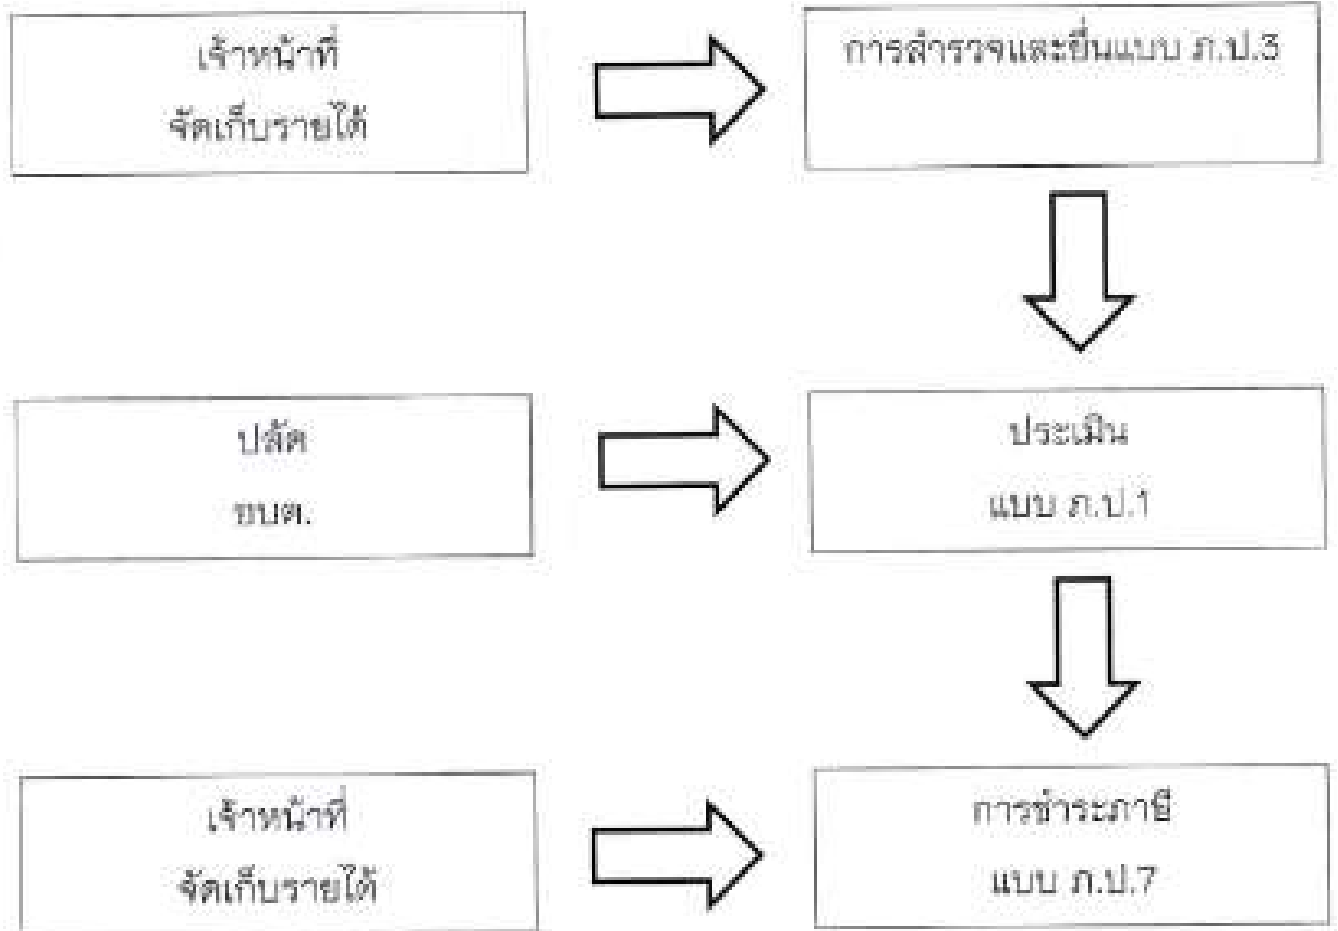 เจ้าหน้าที่
จัดเก็บรายได้
การสำรวจและยื่นแบบ ภ.ป.3
ปลัด
อบต.
ประเมิน
แบบ ภ.ป.1
เจ้าหน้าที่
จัดเก็บรายได้
การชำระภาษี
แบบ ภ.ป.7